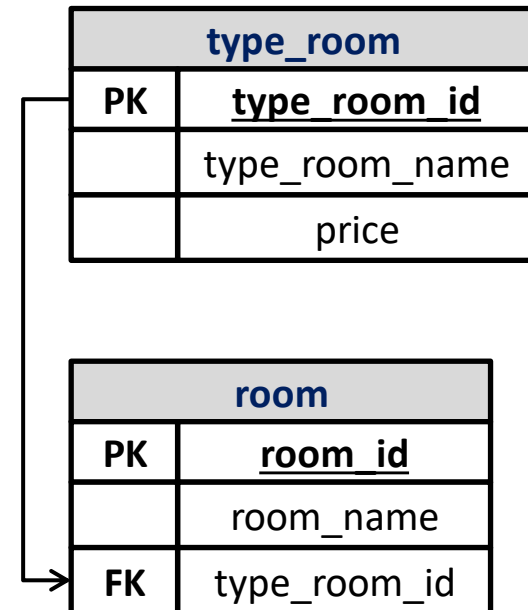 type_room
PK type_room_id
type_room_name
price
room
PK room_id
room_name
FK type_room_id